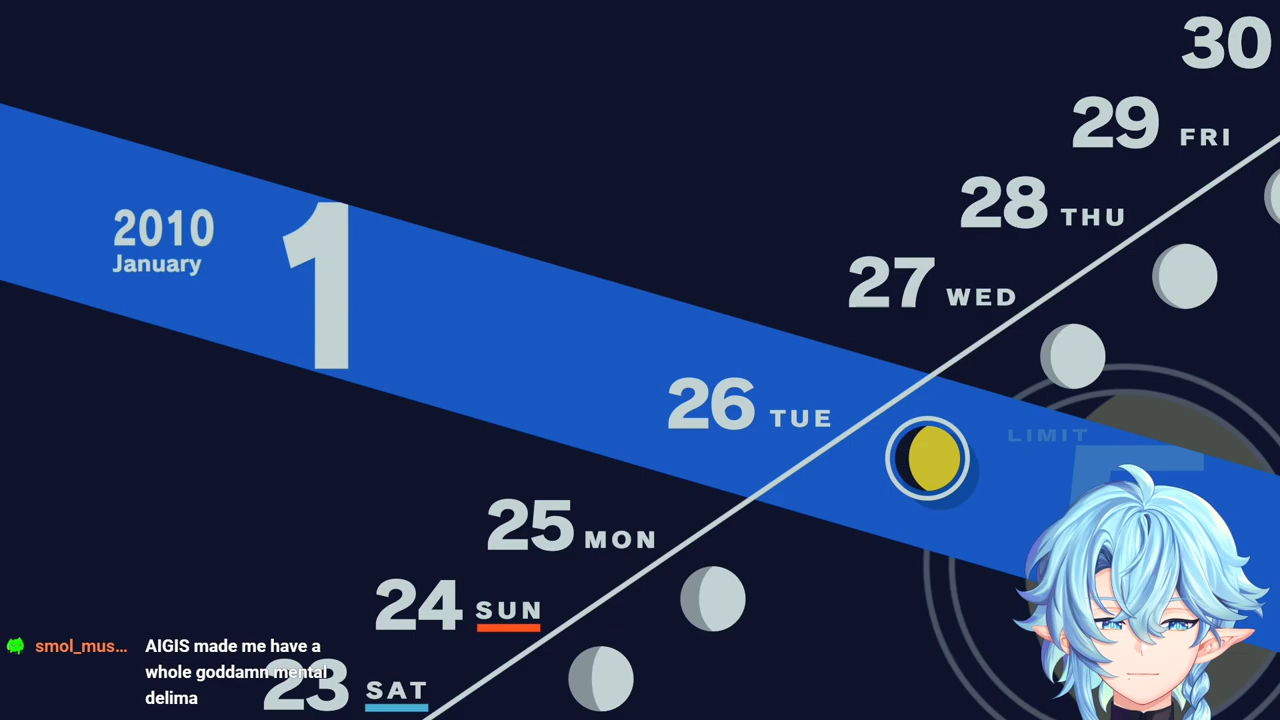 30
29 FRI
28 THU
27 WED
2010
January
1
26 TUE
LIMIT
25 MON
24 SUN
23 SAT
smol_mus...
AIGIS made me have a
whole goddamn mental
delima